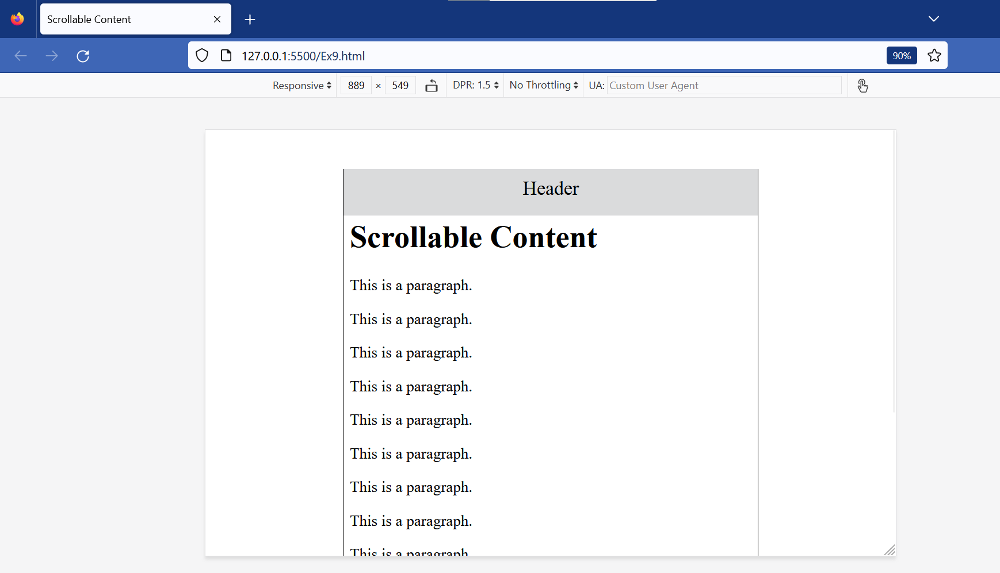 Scrollable Content
127.0.0.1:5500/Ex9.html
90%
Responsive 889 × 549 DPR: 1.5 No Throttling UA: Custom User Agent
Header
Scrollable Content
This is a paragraph.
This is a paragraph.
This is a paragraph.
This is a paragraph.
This is a paragraph.
This is a paragraph.
This is a paragraph.
This is a paragraph.
This is a paragraph.